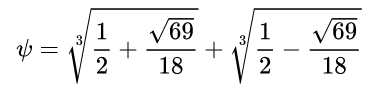 ψ = ∛(1/2 + √69/18) + ∛(1/2 − √69/18)